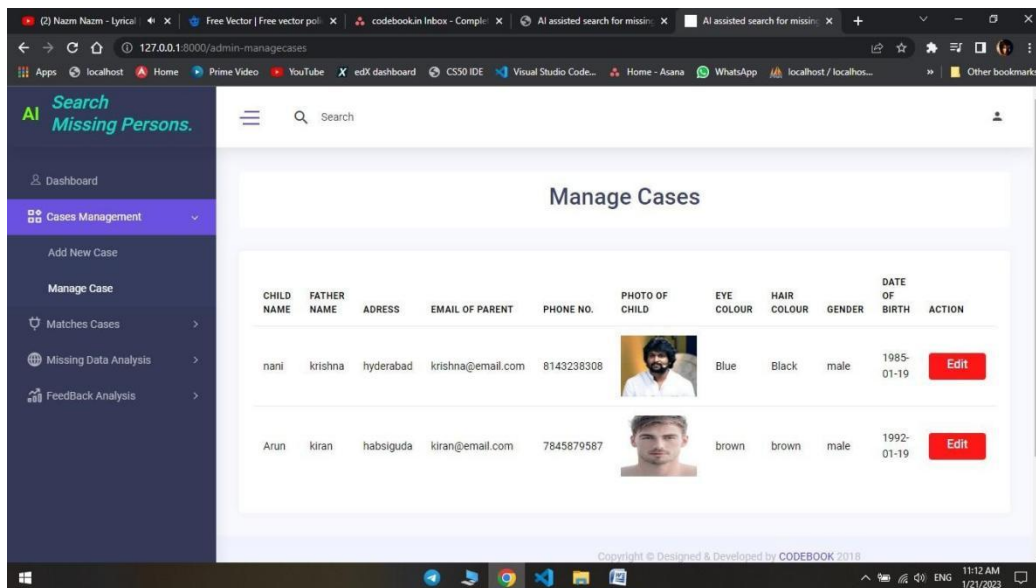 (2) Nazm Nazm - Lyrical
Free Vector | Free vector poli
codebook.in Inbox - Complet
AI assisted search for missing
AI assisted search for missing
127.0.0.1:8000/admin-managecases
Apps
localhost
Home
Prime Video
YouTube
edX dashboard
CS50 IDE
Visual Studio Code...
Home - Asana
WhatsApp
localhost / localhos...
»
Other bookmarks
AI
Search
Missing Persons.
Search
Dashboard
Cases Management
Add New Case
Manage Case
Matches Cases
Missing Data Analysis
FeedBack Analysis
Manage Cases
CHILD NAME
FATHER NAME
ADRESS
EMAIL OF PARENT
PHONE NO.
PHOTO OF CHILD
EYE COLOUR
HAIR COLOUR
GENDER
DATE OF BIRTH
ACTION
nani krishna hyderabad krishna@email.com 8143238308 Blue Black male 1985-01-19 Edit
Arun kiran habsiguda kiran@email.com 7845879587 brown brown male 1992-01-19 Edit
Copyright © Designed & Developed by CODEBOOK 2018
ENG
11:12 AM
1/21/2023